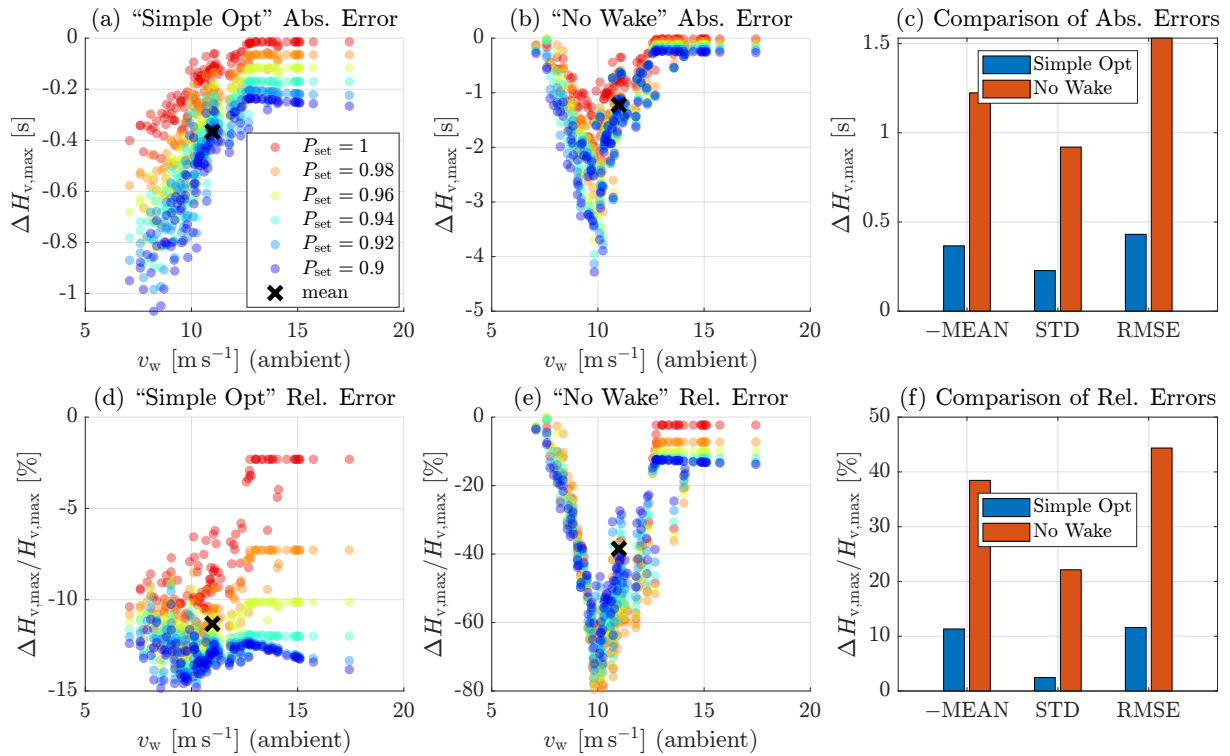 (a) “Simple Opt” Abs. Error
0
-0.2
-0.4
-0.6
-0.8
-1
ΔH_v,max [s]
P_set = 1
P_set = 0.98
P_set = 0.96
P_set = 0.94
P_set = 0.92
P_set = 0.9
mean
5
10
15
20
v_w [m s⁻¹] (ambient)
(b) “No Wake” Abs. Error
0
-1
-2
-3
-4
-5
ΔH_v,max [s]
5
10
15
20
v_w [m s⁻¹] (ambient)
(c) Comparison of Abs. Errors
1.5
1
0.5
0
ΔH_v,max [s]
Simple Opt
No Wake
−MEAN
STD
RMSE
(d) “Simple Opt” Rel. Error
0
-5
-10
-15
ΔH_v,max/H_v,max [%]
5
10
15
20
v_w [m s⁻¹] (ambient)
(e) “No Wake” Rel. Error
0
-20
-40
-60
-80
ΔH_v,max/H_v,max [%]
5
10
15
20
v_w [m s⁻¹] (ambient)
(f) Comparison of Rel. Errors
50
40
30
20
10
0
ΔH_v,max/H_v,max [%]
Simple Opt
No Wake
−MEAN
STD
RMSE